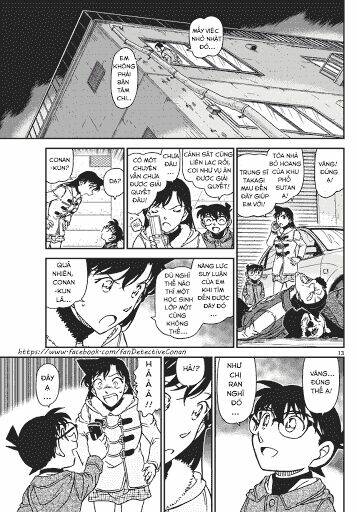 MẤY VIỆC
NHỎ NHẶT
ĐÓ...
EM
KHÔNG
PHẢI
BẬN
TÂM
CHI..
VÂNG!
ĐÚNG
Ạ!
TÒA NHÀ
BỎ HOANG
CỦA KHU
PHỐ
SUTAN
Ạ!
TRUNG SĨ
TAKAGI
MAU ĐẾN
ĐÂY GIÚP
EM VỚI!
CẢNH SÁT CŨNG
LIÊN LẠC RỒI,
COI NHƯ VỤ ÁN
ĐÃ ĐƯỢC GIẢI
QUYẾT!
CHƯA
ĐÂU!
CÓ MỘT
CHUYỆN
VẪN CHƯA
ĐƯỢC GIẢI
QUYẾT
ĐÂU!
CONAN
-KUN?
DẠ?
NĂNG LỰC
SUY LUẬN
CỦA EM
KHI TÌM
ĐẾN ĐƯỢC
ĐÂY ĐÓ
...
DÙ NGHĨ
THẾ NÀO
THÌ MỘT
HỌC SINH
LỚP MỘT
CŨNG
KHÔNG
THỂ...
QUẢ
NHIÊN,
CONAN
-KUN
LÀ...
https://www.facebook.com/fanDetectiveConan
13
VÂNG,
ĐÚNG
THẾ Ạ!
NHƯ
CHỊ
RAN
NGHĨ
ĐÓ...
HẢ!?
HẢẢẢ!!
ĐÂY
Ạ...